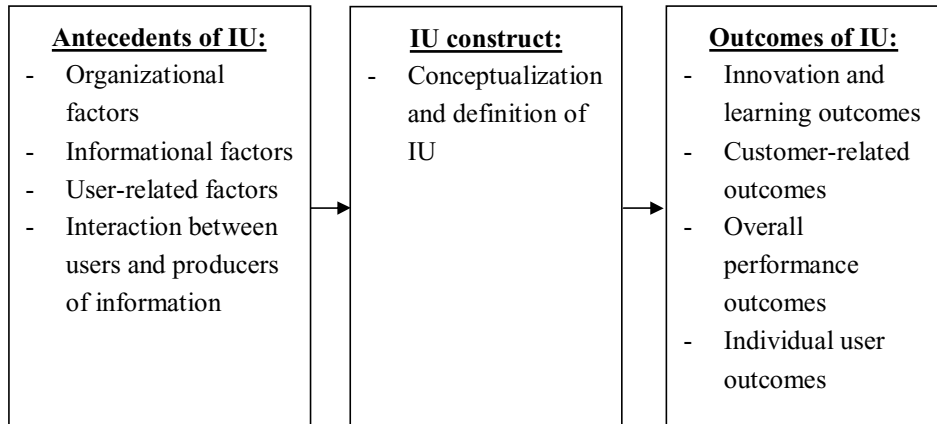 Antecedents of IU:
- Organizational
factors
- Informational factors
- User-related factors
- Interaction between
users and producers
of information
IU construct:
- Conceptualization
and definition of
IU
Outcomes of IU:
- Innovation and
learning outcomes
- Customer-related
outcomes
- Overall
performance
outcomes
- Individual user
outcomes